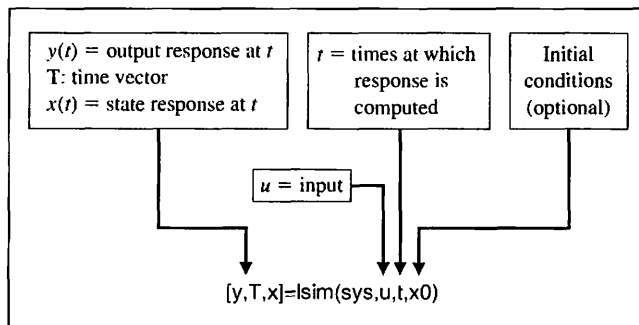 y(t) = output response at t
T: time vector
x(t) = state response at t
t = times at which
response is
computed
Initial
conditions
(optional)
u = input
[y,T,x]=lsim(sys,u,t,x0)